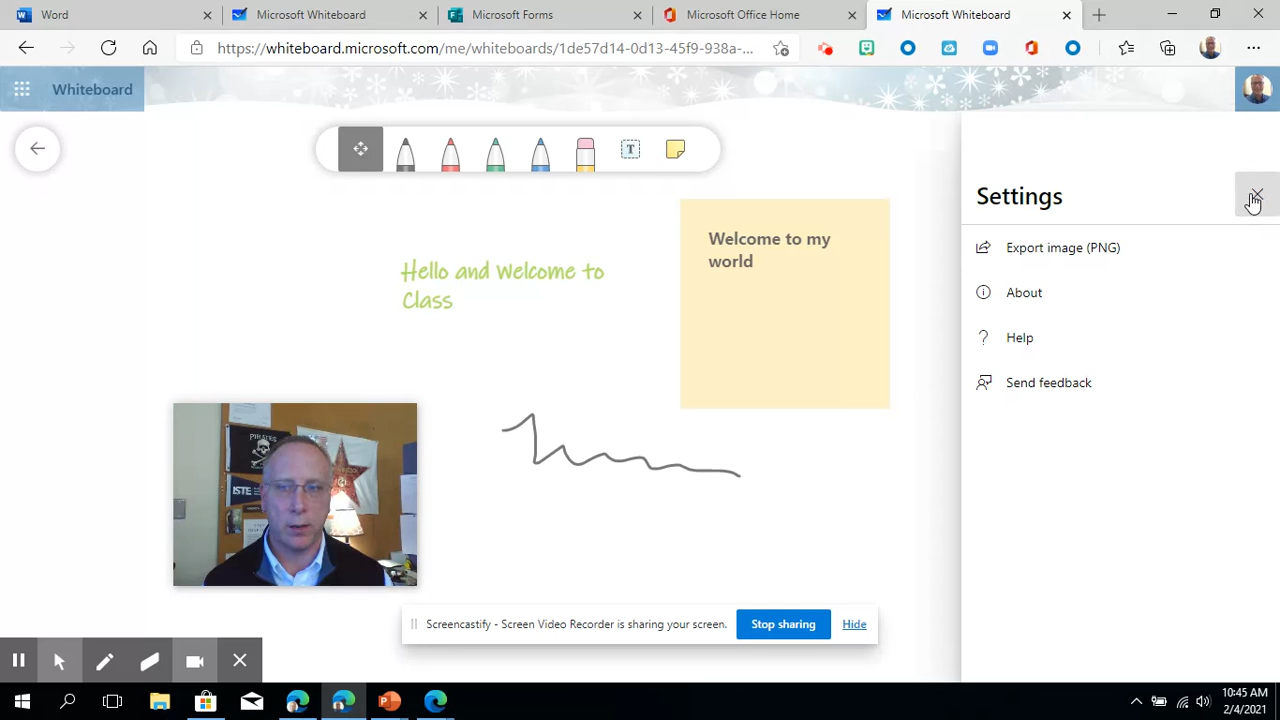 Word
Microsoft Whiteboard
Microsoft Forms
Microsoft Office Home
Microsoft Whiteboard
https://whiteboard.microsoft.com/me/whiteboards/1de57d14-0d13-45f9-938a-...
Whiteboard
T
Settings
Welcome to my
world
Export image (PNG)
Hello and Welcome to
Class
About
Help
Send feedback
PIRATES
ISTE
Screencastify - Screen Video Recorder is sharing your screen.
Stop sharing
Hide
10:45 AM
2/4/2021